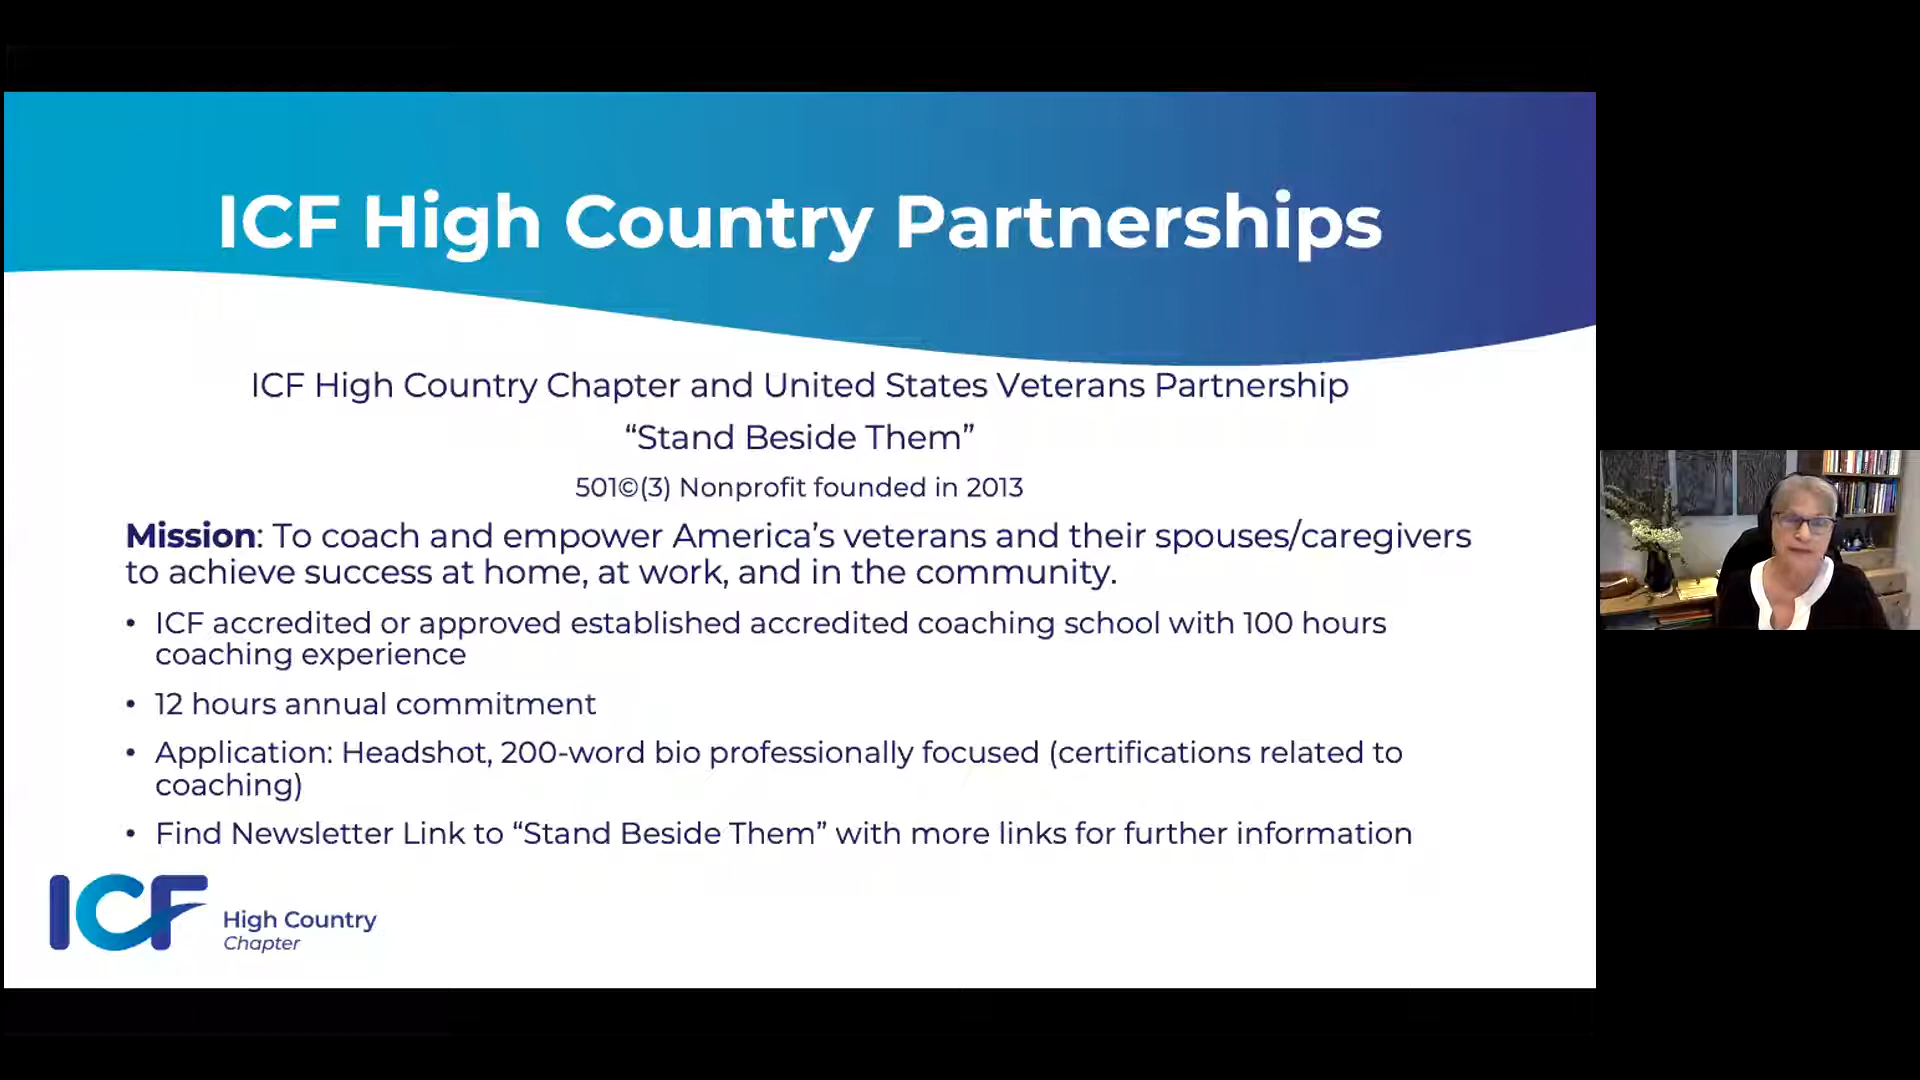 ICF High Country Partnerships
ICF High Country Chapter and United States Veterans Partnership
“Stand Beside Them”
501©(3) Nonprofit founded in 2013
Mission: To coach and empower America’s veterans and their spouses/caregivers
to achieve success at home, at work, and in the community.
• ICF accredited or approved established accredited coaching school with 100 hours
coaching experience
• 12 hours annual commitment
• Application: Headshot, 200-word bio professionally focused (certifications related to
coaching)
• Find Newsletter Link to “Stand Beside Them” with more links for further information
ICF
High Country
Chapter